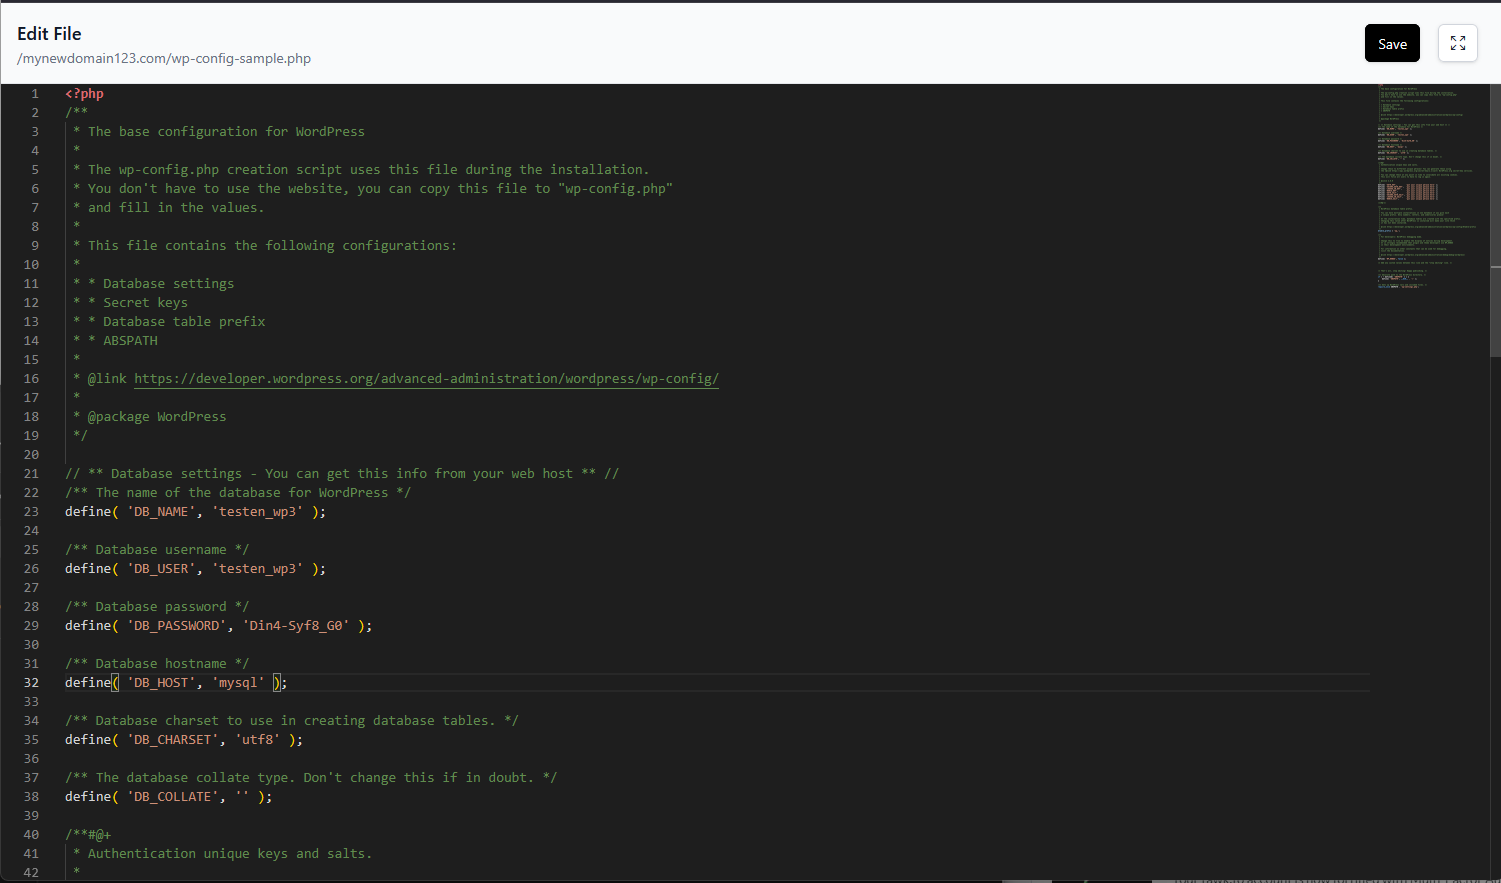 Edit File
/mynewdomain123.com/wp-config-sample.php
Save
1 <?php
2 /**
3 * The base configuration for WordPress
4 *
5 * The wp-config.php creation script uses this file during the installation.
6 * You don't have to use the website, you can copy this file to "wp-config.php"
7 * and fill in the values.
8 *
9 * This file contains the following configurations:
10 *
11 * * Database settings
12 * * Secret keys
13 * * Database table prefix
14 * * ABSPATH
15 *
16 * @link https://developer.wordpress.org/advanced-administration/wordpress/wp-config/
17 *
18 * @package WordPress
19 */
20
21 // ** Database settings - You can get this info from your web host ** //
22 /** The name of the database for WordPress */
23 define( 'DB_NAME', 'testen_wp3' );
24
25 /** Database username */
26 define( 'DB_USER', 'testen_wp3' );
27
28 /** Database password */
29 define( 'DB_PASSWORD', 'Din4-Syf8_G0' );
30
31 /** Database hostname */
32 define( 'DB_HOST', 'mysql' );
33
34 /** Database charset to use in creating database tables. */
35 define( 'DB_CHARSET', 'utf8' );
36
37 /** The database collate type. Don't change this if in doubt. */
38 define( 'DB_COLLATE', '' );
39
40 /**#@+
41 * Authentication unique keys and salts.
42 *